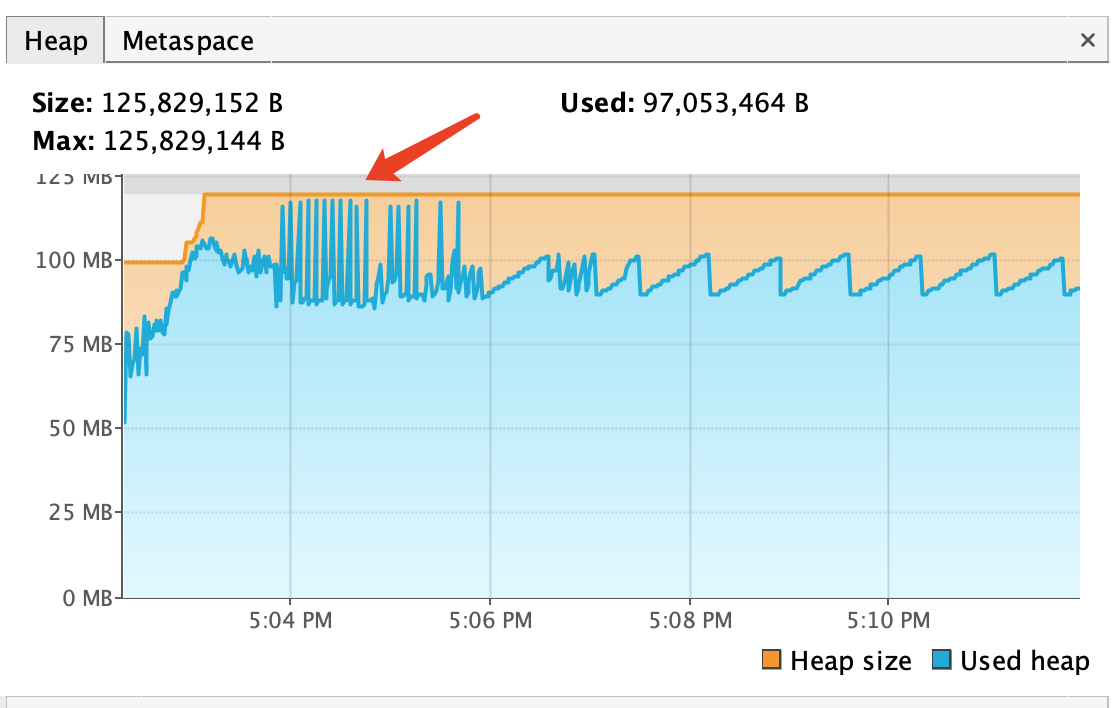 Heap Metaspace ×
Size: 125,829,152 B Used: 97,053,464 B
Max: 125,829,144 B
125 MB
100 MB
75 MB
50 MB
25 MB
0 MB
5:04 PM 5:06 PM 5:08 PM 5:10 PM
Heap size Used heap